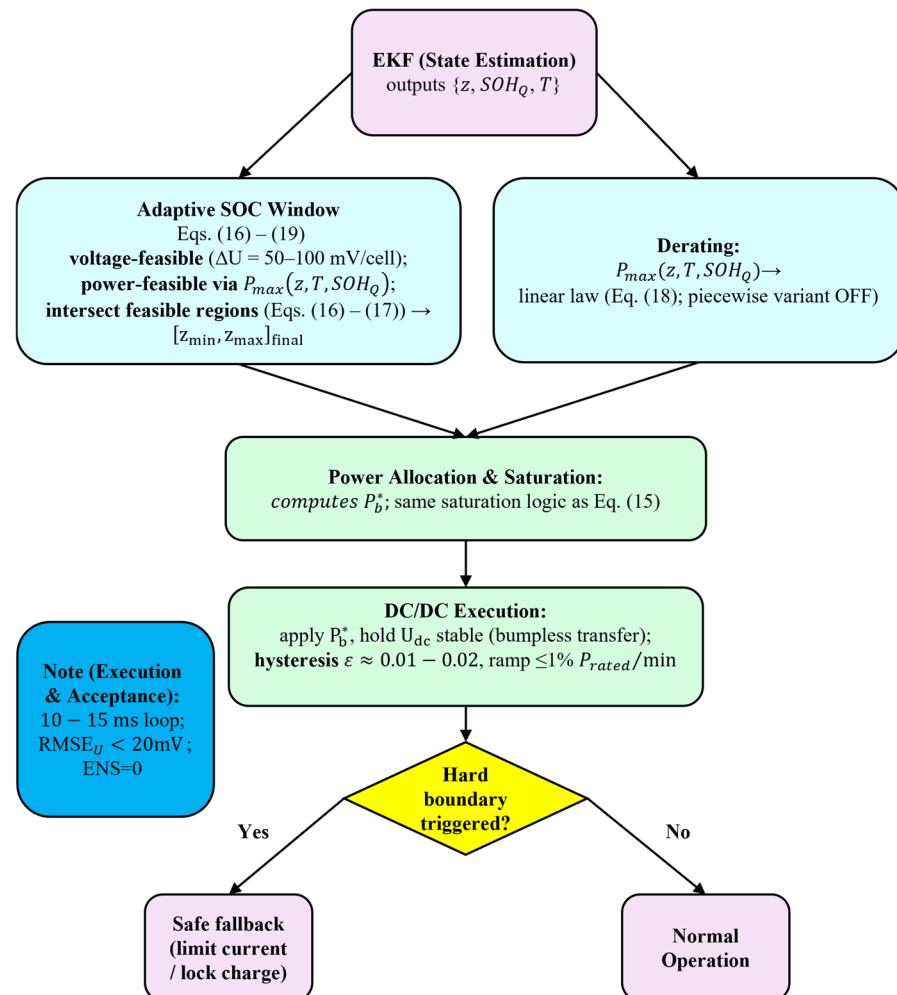 EKF (State Estimation)
outputs {z, SOH_Q, T}
Adaptive SOC Window
Eqs. (16) – (19)
voltage-feasible (ΔU = 50–100 mV/cell);
power-feasible via P_max(z, T, SOH_Q);
intersect feasible regions (Eqs. (16) – (17)) →
[z_min, z_max]_final
Derating:
P_max(z, T, SOH_Q)→
linear law (Eq. (18); piecewise variant OFF)
Power Allocation & Saturation:
computes P_b^*; same saturation logic as Eq. (15)
DC/DC Execution:
apply P_b^*, hold U_dc stable (bumpless transfer);
hysteresis ε ≈ 0.01 − 0.02, ramp ≤1% P_rated/min
Note (Execution
& Acceptance):
10 − 15 ms loop;
RMSE_U < 20mV;
ENS=0
Hard
boundary
triggered?
Yes
No
Safe fallback
(limit current
/ lock charge)
Normal
Operation